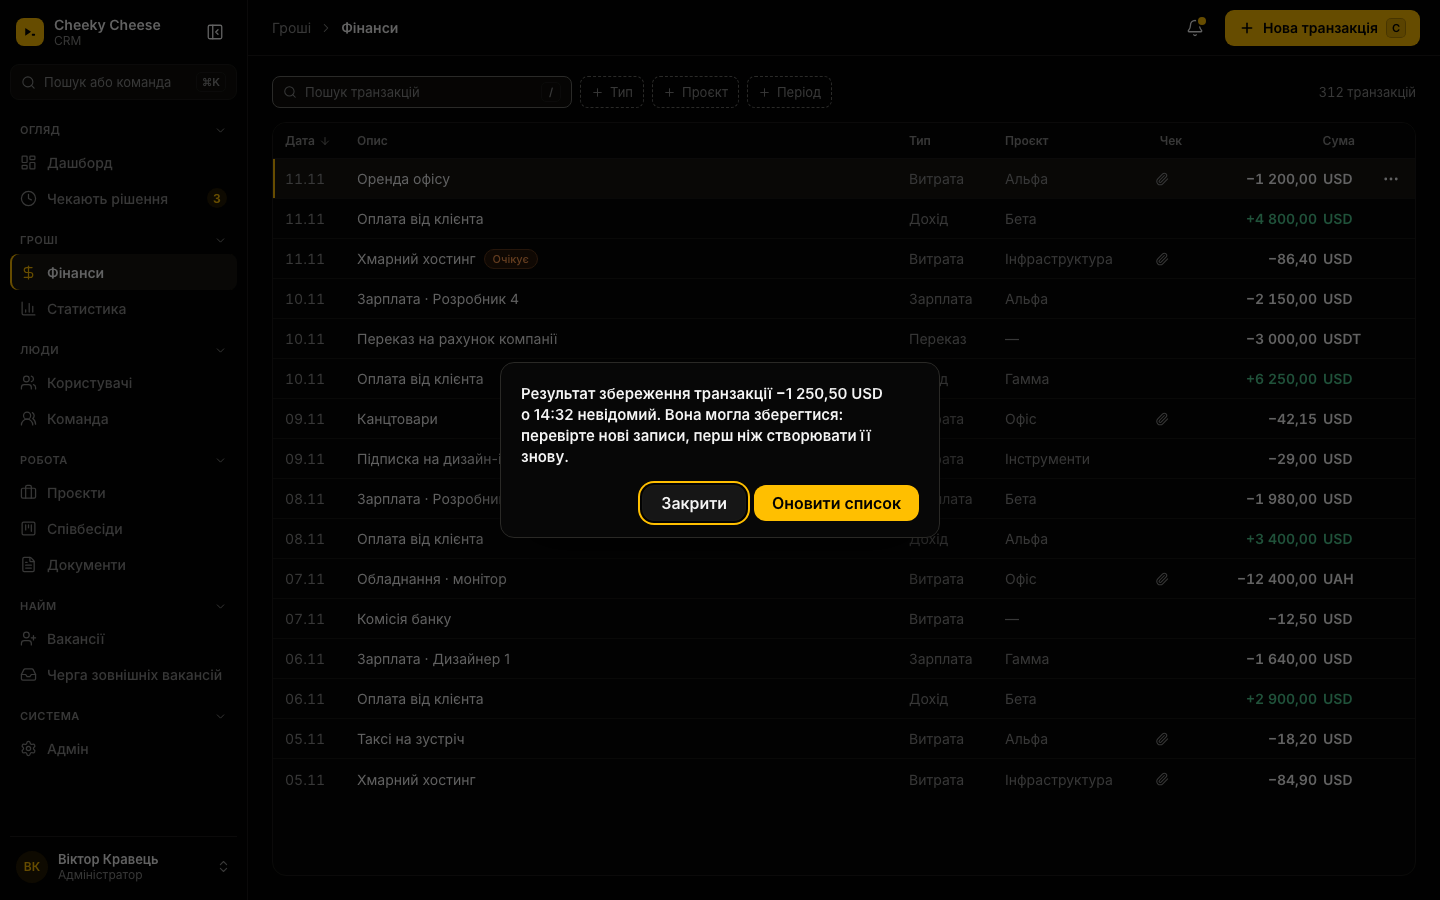 Cheeky Cheese
CRM
Пошук або команда ⌘K
ОГЛЯД
Дашборд
Чекають рішення 3
ГРОШІ
Фінанси
Статистика
ЛЮДИ
Користувачі
Команда
РОБОТА
Проєкти
Співбесіди
Документи
НАЙМ
Вакансії
Черга зовнішніх вакансій
СИСТЕМА
Адмін
ВК Віктор Кравець
Адміністратор
Гроші > Фінанси
+ Нова транзакція C
Пошук транзакцій /
+ Тип + Проєкт + Період
312 транзакцій
Дата ↓ Опис Тип Проєкт Чек Сума
11.11 Оренда офісу Витрата Альфа −1 200,00 USD ···
11.11 Оплата від клієнта Дохід Бета +4 800,00 USD
11.11 Хмарний хостинг Очікує Витрата Інфраструктура −86,40 USD
10.11 Зарплата · Розробник 4 Зарплата Альфа −2 150,00 USD
10.11 Переказ на рахунок компанії Переказ — −3 000,00 USDT
10.11 Оплата від клієнта Гамма +6 250,00 USD
09.11 Канцтовари Офіс −42,15 USD
09.11 Підписка на Інструменти −29,00 USD
08.11 Зарплата · Бета −1 980,00 USD
08.11 Оплата від клієнта Дохід Альфа +3 400,00 USD
07.11 Обладнання · монітор Витрата Офіс −12 400,00 UAH
07.11 Комісія банку Витрата — −12,50 USD
06.11 Зарплата · Дизайнер 1 Зарплата Гамма −1 640,00 USD
06.11 Оплата від клієнта Дохід Бета +2 900,00 USD
05.11 Таксі на зустріч Витрата Альфа −18,20 USD
05.11 Хмарний хостинг Витрата Інфраструктура −84,90 USD
Результат збереження транзакції −1 250,50 USD
о 14:32 невідомий. Вона могла зберегтися:
перевірте нові записи, перш ніж створювати її
знову.
Закрити Оновити список